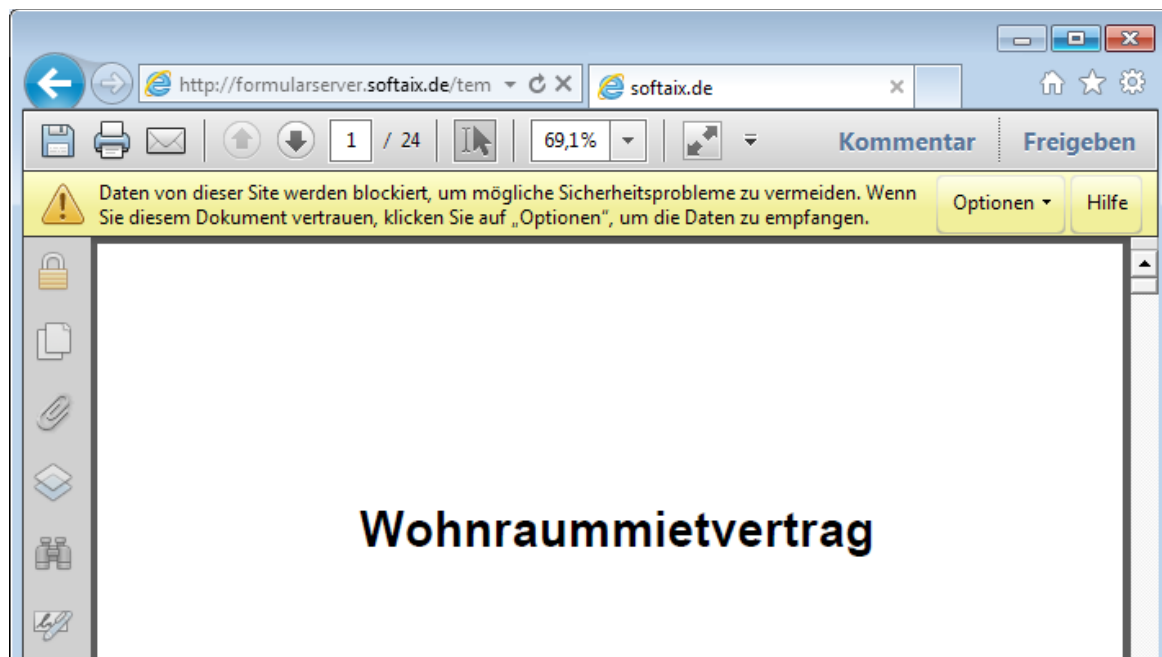 http://formularserver.softaix.de/tem
softaix.de
1 / 24
69,1%
Kommentar
Freigeben
Daten von dieser Site werden blockiert, um mögliche Sicherheitsprobleme zu vermeiden. Wenn
Sie diesem Dokument vertrauen, klicken Sie auf „Optionen“, um die Daten zu empfangen.
Optionen
Hilfe
Wohnraummietvertrag